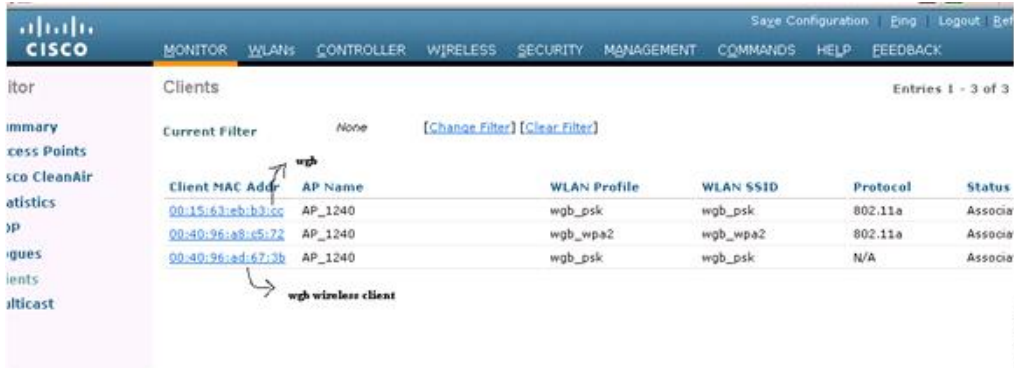 Save Configuration Ping Logout Ref
CISCO MONITOR WLANs CONTROLLER WIRELESS SECURITY MANAGEMENT COMMANDS HELP FEEDBACK
itor
Clients
Entries 1 - 3 of 3
mmary
Current Filter None [Change Filter] [Clear Filter]
cess Points
wgb
sco CleanAir
Client MAC Addr AP Name WLAN Profile WLAN SSID Protocol Status
atistics
00:15:63:eb:b3:cc AP_1240 wgb_psk wgb_psk 802.11a Associa
DP
00:40:96:a8:c5:72 AP_1240 wgb_wpa2 wgb_wpa2 802.11a Associa
gues
00:40:96:ad:67:3b AP_1240 wgb_psk wgb_psk N/A Associa
ients
wgb wireless client
ulticast